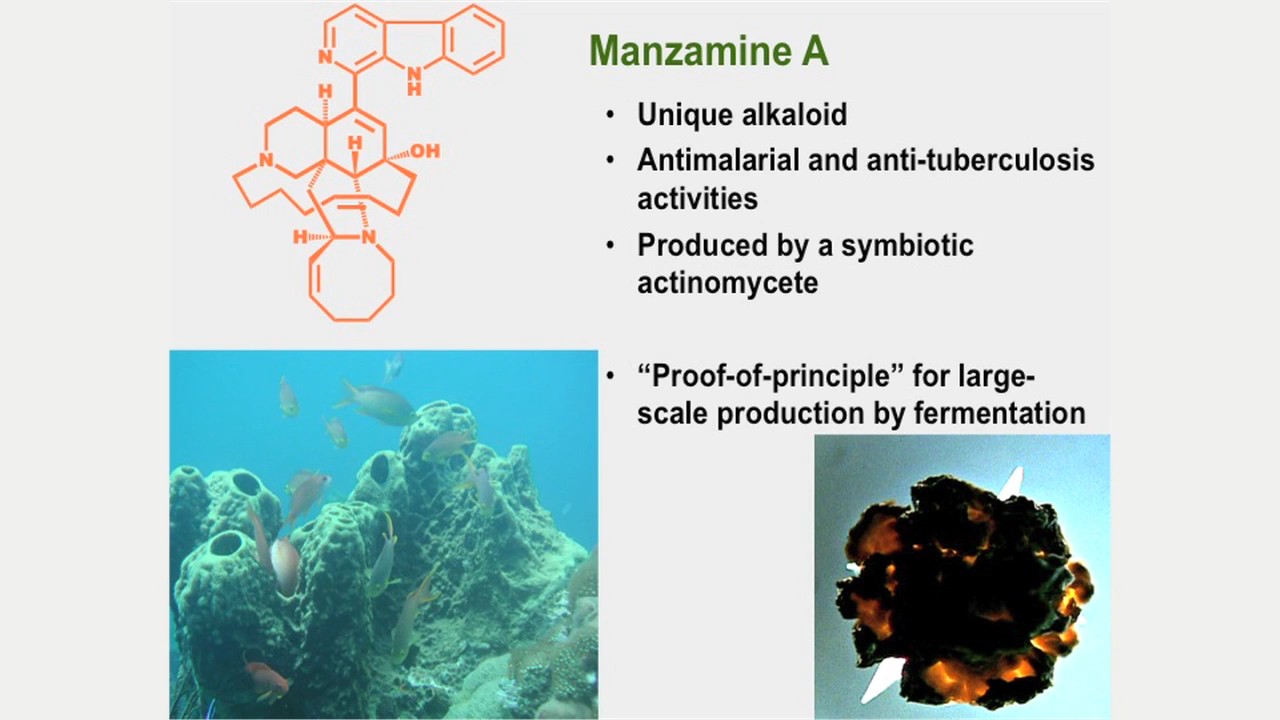 Manzamine A
• Unique alkaloid
• Antimalarial and anti-tuberculosis
activities
• Produced by a symbiotic
actinomycete
• “Proof-of-principle” for large-
scale production by fermentation
N
N
H
H
H
OH
N
H
N